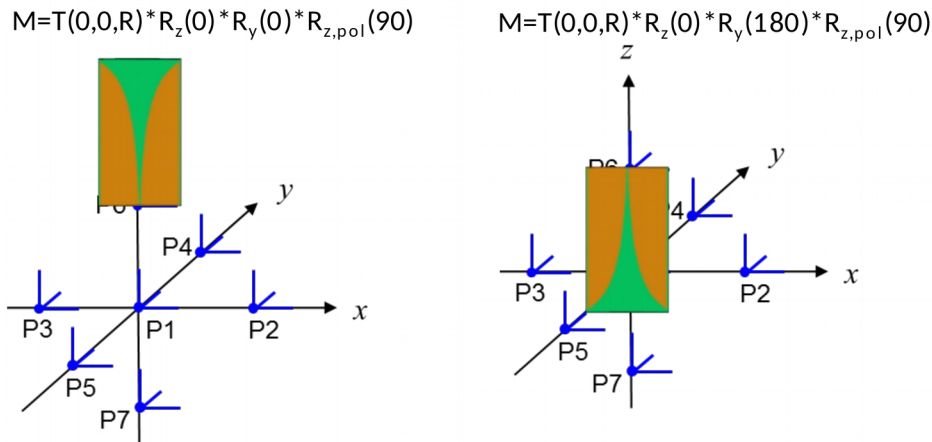 M=T(0,0,R)*Rz(0)*Ry(0)*Rz,pol(90)
y
P4
x
P3
P1
P2
P5
P7
M=T(0,0,R)*Rz(0)*Ry(180)*Rz,pol(90)
z
P6
y
P4
x
P3
P2
P5
P7